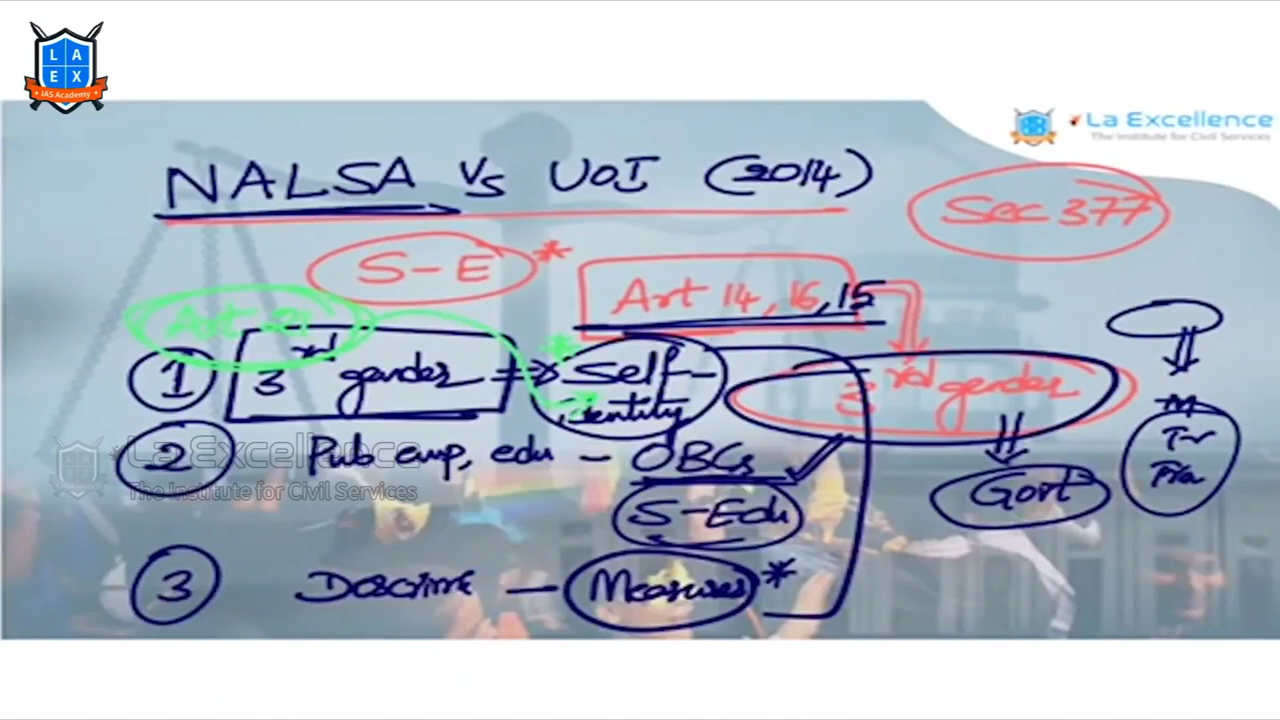 L A
E X
IAS Academy
La Excellence
The Institute for Civil Services
NALSA Vs UOI (2014)
Sec 377
S-E *
Art 14, 16, 15
Art 21
1 3rd gender ⇒ * Self-
identity
3rd gender
2 Pub emp, edu - OBCs
S-Edu
Govt
M
Tr
Tra
La Excellence
The Institute for Civil Services
3 - Measures *